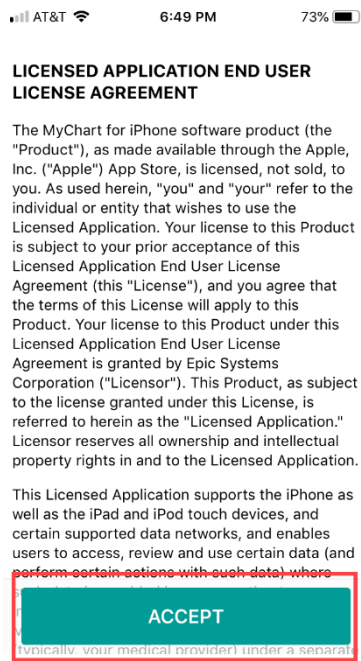 AT&T 6:49 PM 73%
LICENSED APPLICATION END USER
LICENSE AGREEMENT
The MyChart for iPhone software product (the
"Product"), as made available through the Apple,
Inc. ("Apple") App Store, is licensed, not sold, to
you. As used herein, "you" and "your" refer to the
individual or entity that wishes to use the
Licensed Application. Your license to this Product
is subject to your prior acceptance of this
Licensed Application End User License
Agreement (this "License"), and you agree that
the terms of this License will apply to this
Product. Your license to this Product under this
Licensed Application End User License
Agreement is granted by Epic Systems
Corporation ("Licensor"). This Product, as subject
to the license granted under this License, is
referred to herein as the "Licensed Application."
Licensor reserves all ownership and intellectual
property rights in and to the Licensed Application.
This Licensed Application supports the iPhone as
well as the iPad and iPod touch devices, and
certain supported data networks, and enables
users to access, review and use certain data (and
perform certain actions with such data) where
ACCEPT
typically, your medical provider) under a separate